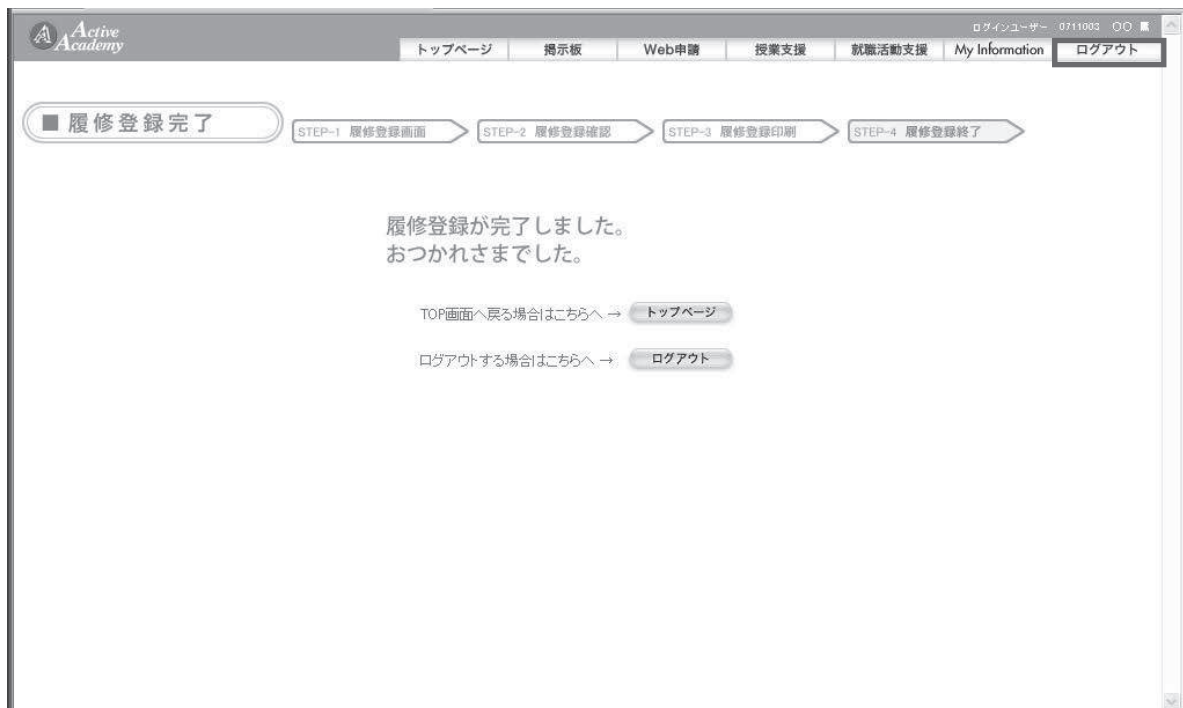 Active
Academy
ログインユーザー 0711003 〇〇
トップページ 掲示板 Web申請 授業支援 就職活動支援 My Information ログアウト
■ 履修登録完了
STEP-1 履修登録画面 STEP-2 履修登録確認 STEP-3 履修登録印刷 STEP-4 履修登録終了
履修登録が完了しました。
おつかれさまでした。
TOP画面へ戻る場合はこちらへ → トップページ
ログアウトする場合はこちらへ → ログアウト